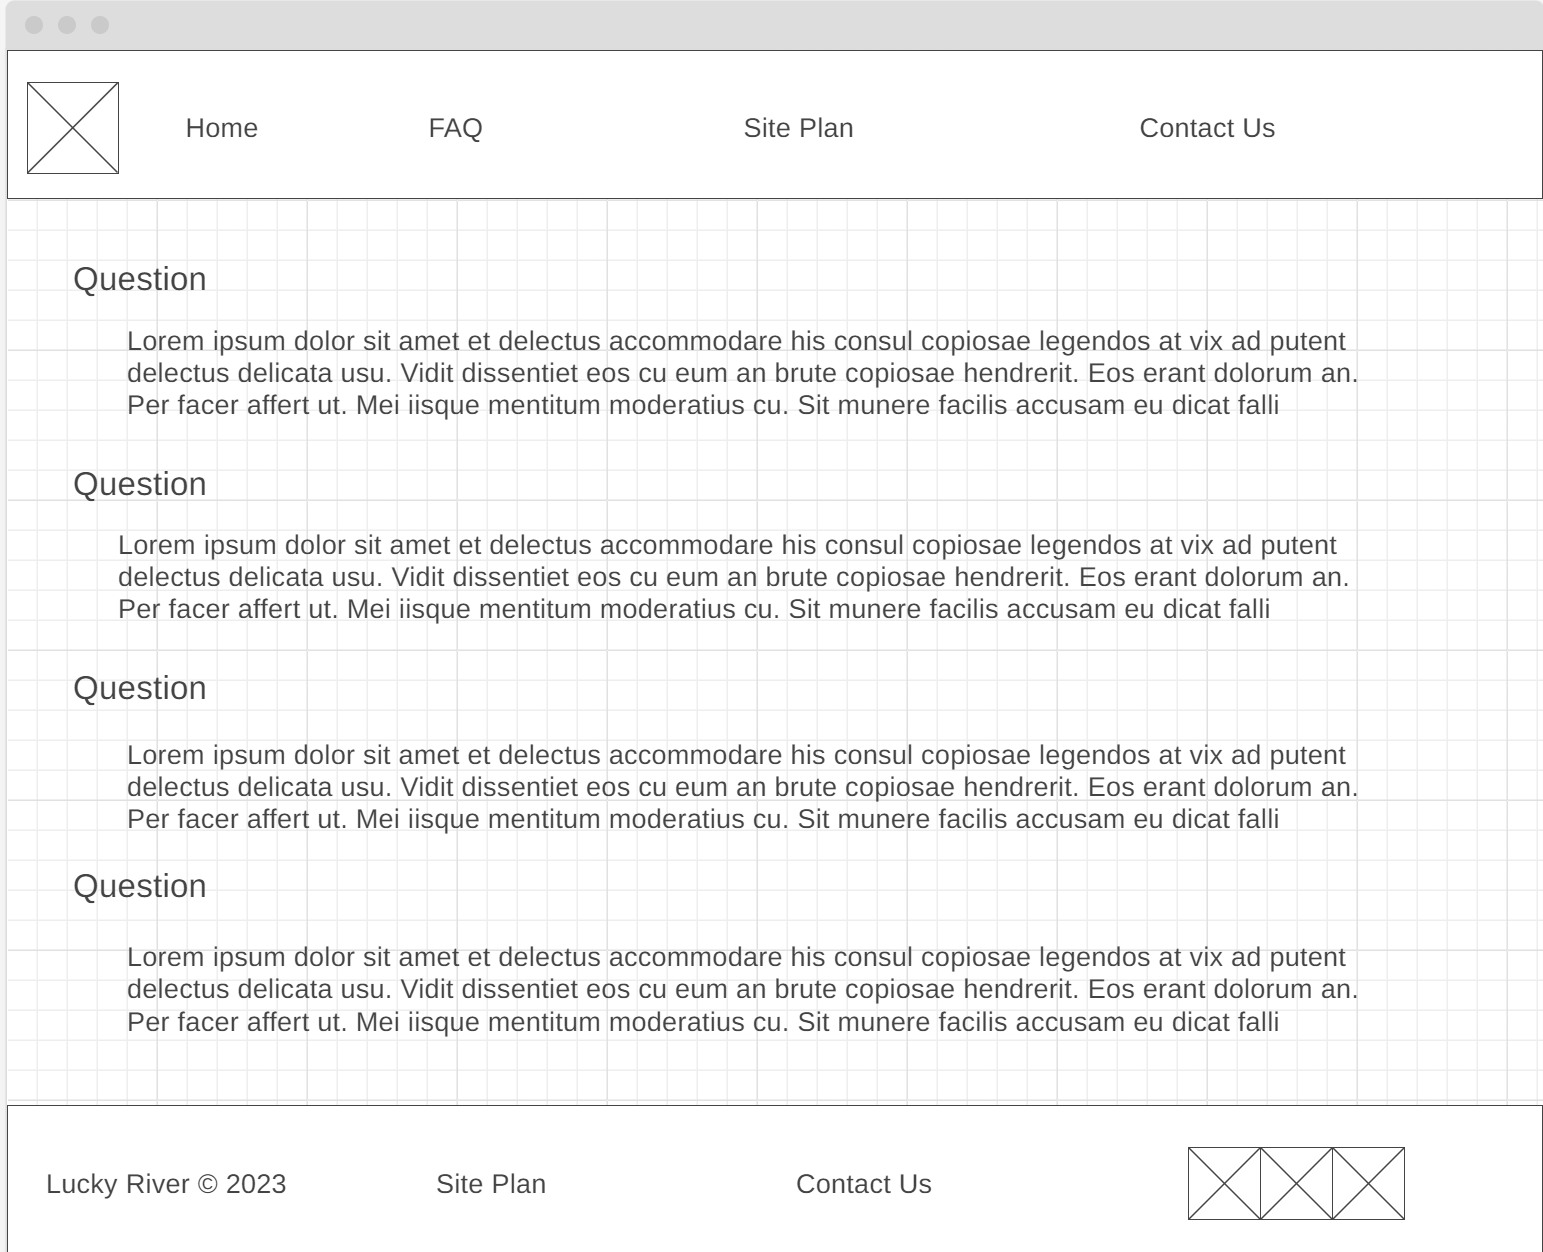 Home FAQ Site Plan Contact Us
Question
Lorem ipsum dolor sit amet et delectus accommodare his consul copiosae legendos at vix ad putent
delectus delicata usu. Vidit dissentiet eos cu eum an brute copiosae hendrerit. Eos erant dolorum an.
Per facer affert ut. Mei iisque mentitum moderatius cu. Sit munere facilis accusam eu dicat falli
Question
Lorem ipsum dolor sit amet et delectus accommodare his consul copiosae legendos at vix ad putent
delectus delicata usu. Vidit dissentiet eos cu eum an brute copiosae hendrerit. Eos erant dolorum an.
Per facer affert ut. Mei iisque mentitum moderatius cu. Sit munere facilis accusam eu dicat falli
Question
Lorem ipsum dolor sit amet et delectus accommodare his consul copiosae legendos at vix ad putent
delectus delicata usu. Vidit dissentiet eos cu eum an brute copiosae hendrerit. Eos erant dolorum an.
Per facer affert ut. Mei iisque mentitum moderatius cu. Sit munere facilis accusam eu dicat falli
Question
Lorem ipsum dolor sit amet et delectus accommodare his consul copiosae legendos at vix ad putent
delectus delicata usu. Vidit dissentiet eos cu eum an brute copiosae hendrerit. Eos erant dolorum an.
Per facer affert ut. Mei iisque mentitum moderatius cu. Sit munere facilis accusam eu dicat falli
Lucky River © 2023 Site Plan Contact Us